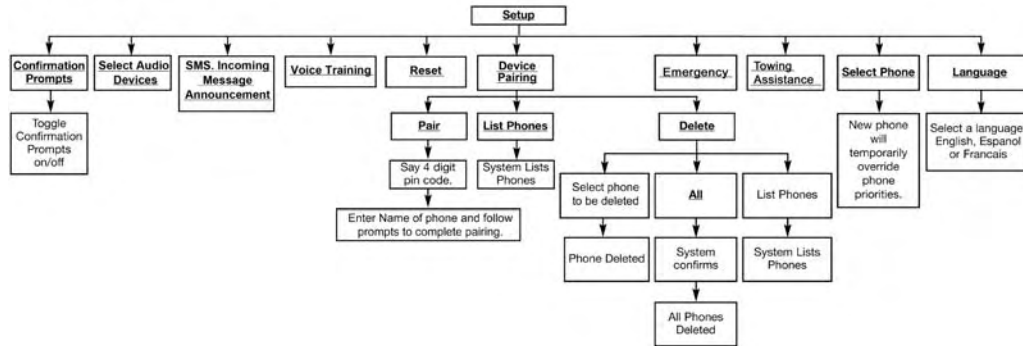 Setup
Confirmation
Prompts
Select Audio
Devices
SMS. Incoming
Message
Announcement
Voice Training
Reset
Device
Pairing
Emergency
Towing
Assistance
Select Phone
Language
Toggle
Confirmation
Prompts
on/off
Pair
List Phones
Delete
New phone
will
temporarily
override
phone
priorities.
Select a language
English, Espanol
or Francais
Say 4 digit
pin code.
System Lists
Phones
Select phone
to be deleted
All
List Phones
Enter Name of phone and follow
prompts to complete pairing.
Phone Deleted
System
confirms
System Lists
Phones
All Phones
Deleted